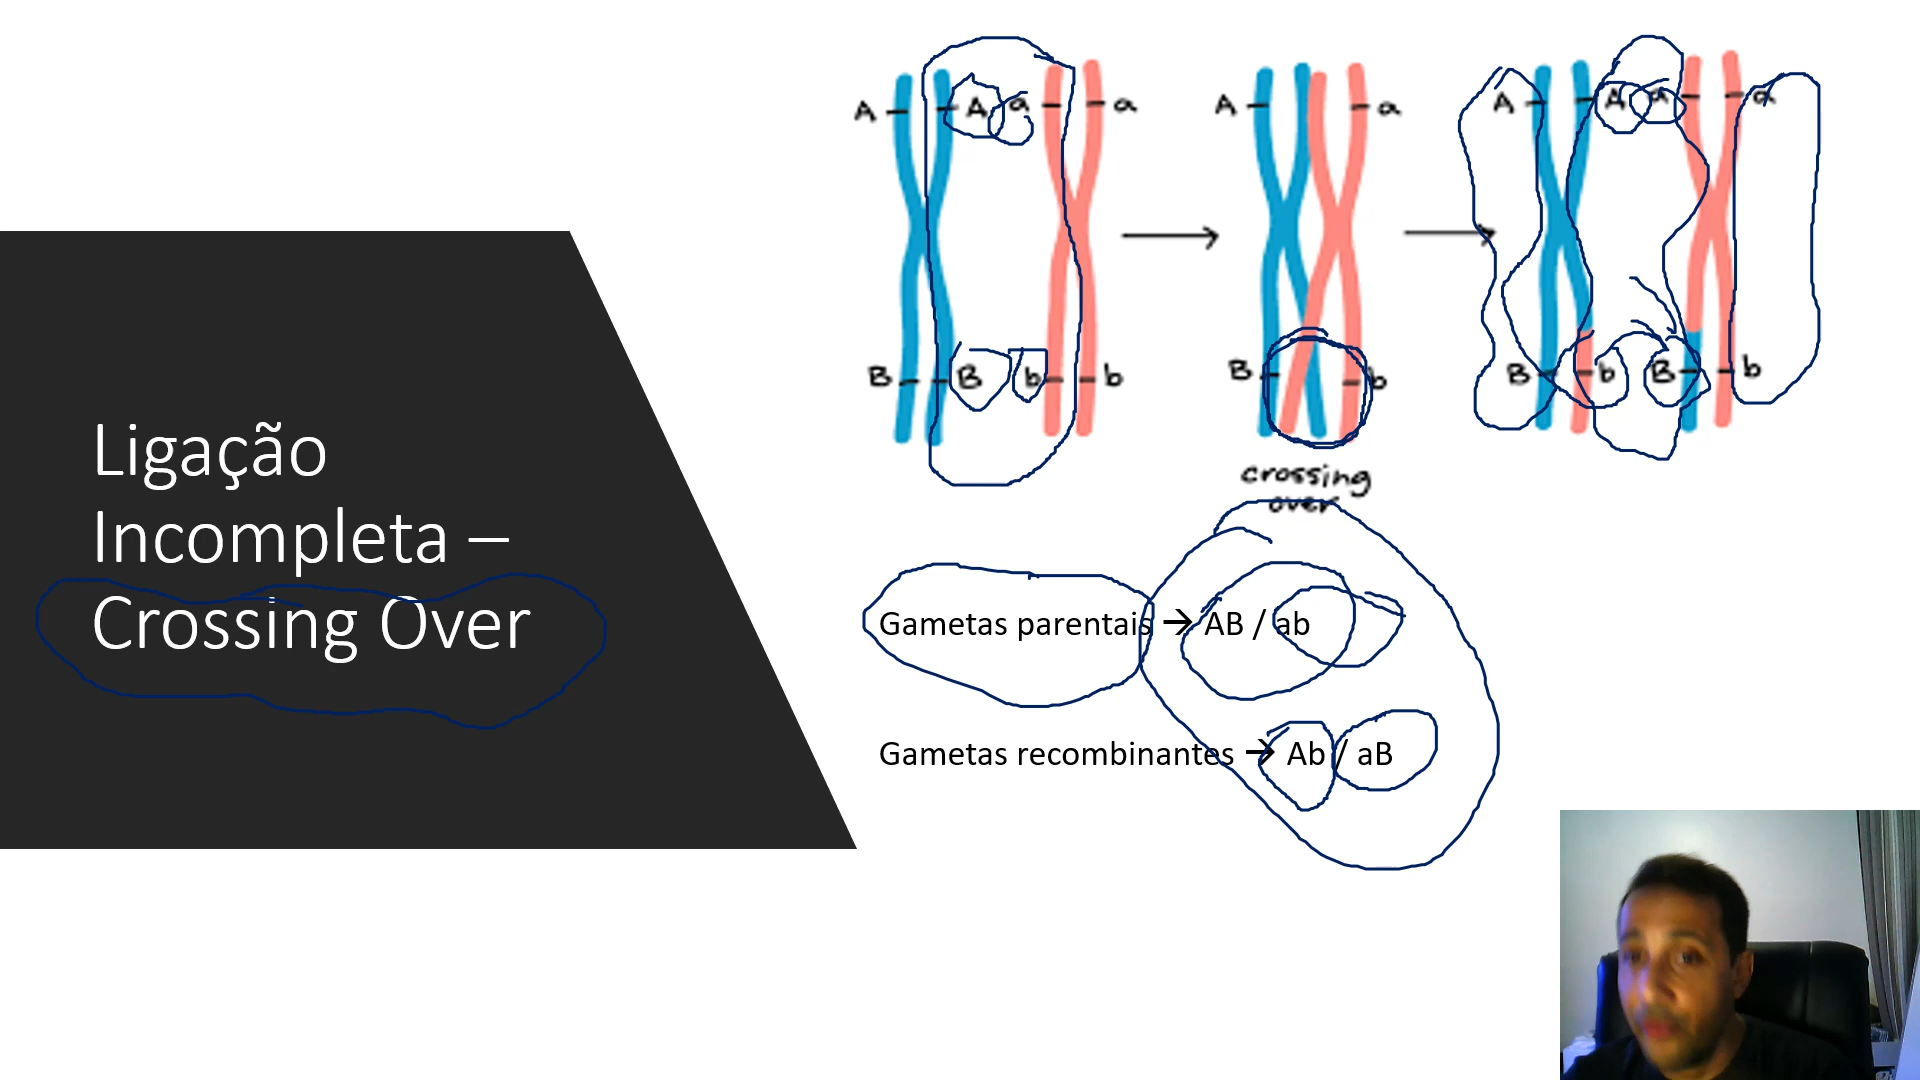 A A a a
B B b b
A a
B b
crossing
over
A A a a
B b B b
Ligação
Incompleta –
Crossing Over
Gametas parentais → AB / ab
Gametas recombinantes → Ab / aB